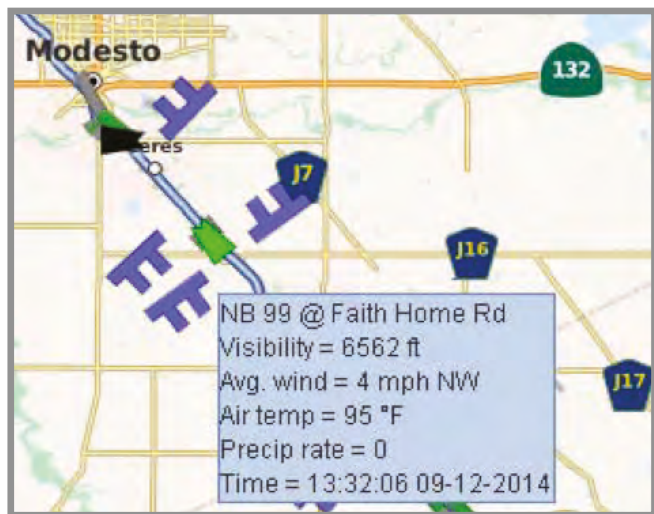 Modesto
132
eres
J7
J16
NB 99 @ Faith Home Rd
Visibility = 6562 ft
Avg. wind = 4 mph NW
Air temp = 95 °F
Precip rate = 0
Time = 13:32:06 09-12-2014
J17